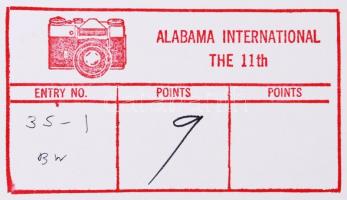 ALABAMA INTERNATIONAL
THE 11th
ENTRY NO. POINTS POINTS
35-1 9
BW